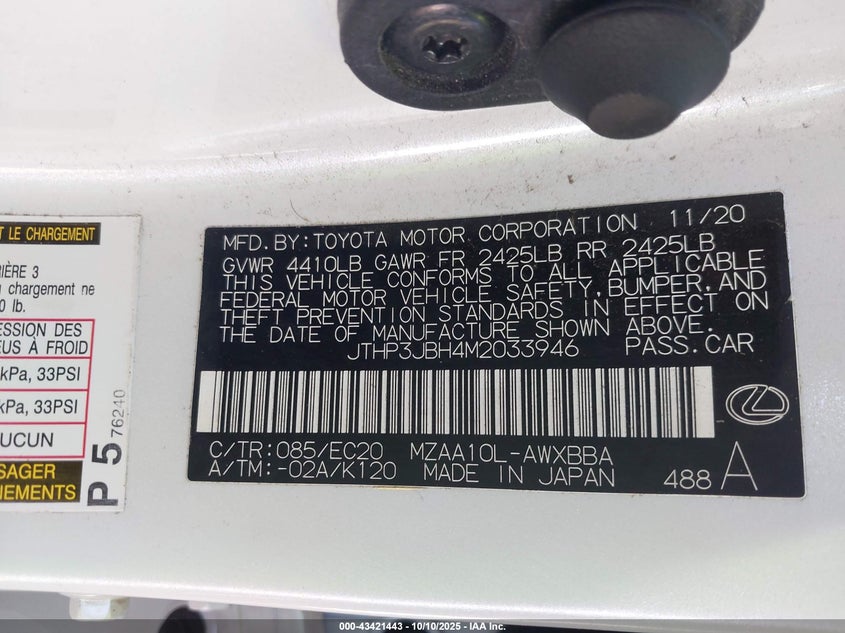 T LE CHARGEMENT
IÈRE 3
u chargement ne
0 lb.
ESSION DES
EUS À FROID
kPa, 33PSI
kPa, 33PSI
UCUN
SAGER
NEMENTS
P 5
76240
MFD. BY: TOYOTA MOTOR CORPORATION 11/20
GVWR 4410LB GAWR FR 2425LB RR 2425LB
THIS VEHICLE CONFORMS TO ALL APPLICABLE
FEDERAL MOTOR VEHICLE SAFETY, BUMPER, AND
THEFT PREVENTION STANDARDS IN EFFECT ON
THE DATE OF MANUFACTURE SHOWN ABOVE.
JTHP3JBH4M2033946 PASS. CAR
C/TR: 085/EC20 MZAA10L-AWXBBA
A/TM: -02A/K120 MADE IN JAPAN 488 A
000-43421443 - 10/10/2025 - IAA Inc.